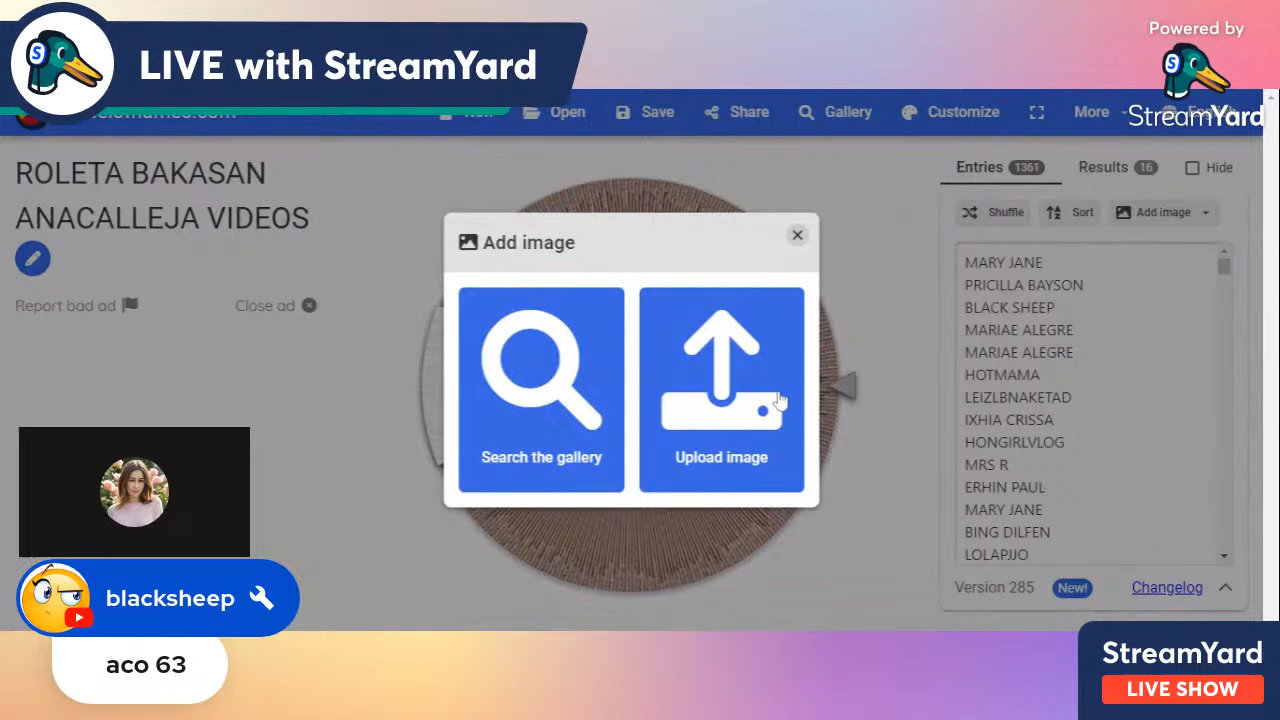 LIVE with StreamYard
Powered by
StreamYard
Open
Save
Share
Gallery
Customize
More
ROLETA BAKASAN
ANACALLEJA VIDEOS
Report bad ad
Close ad
Entries 1361
Results 16
Hide
Shuffle
Sort
Add image
MARY JANE
PRICILLA BAYSON
BLACK SHEEP
MARIAE ALEGRE
MARIAE ALEGRE
HOTMAMA
LEIZLBNAKETAD
IXHIA CRISSA
HONGIRLVLOG
MRS R
ERHIN PAUL
MARY JANE
BING DILFEN
LOLAPJJO
Version 285
New!
Changelog
Add image
Search the gallery
Upload image
S
blacksheep
aco 63
StreamYard
LIVE SHOW